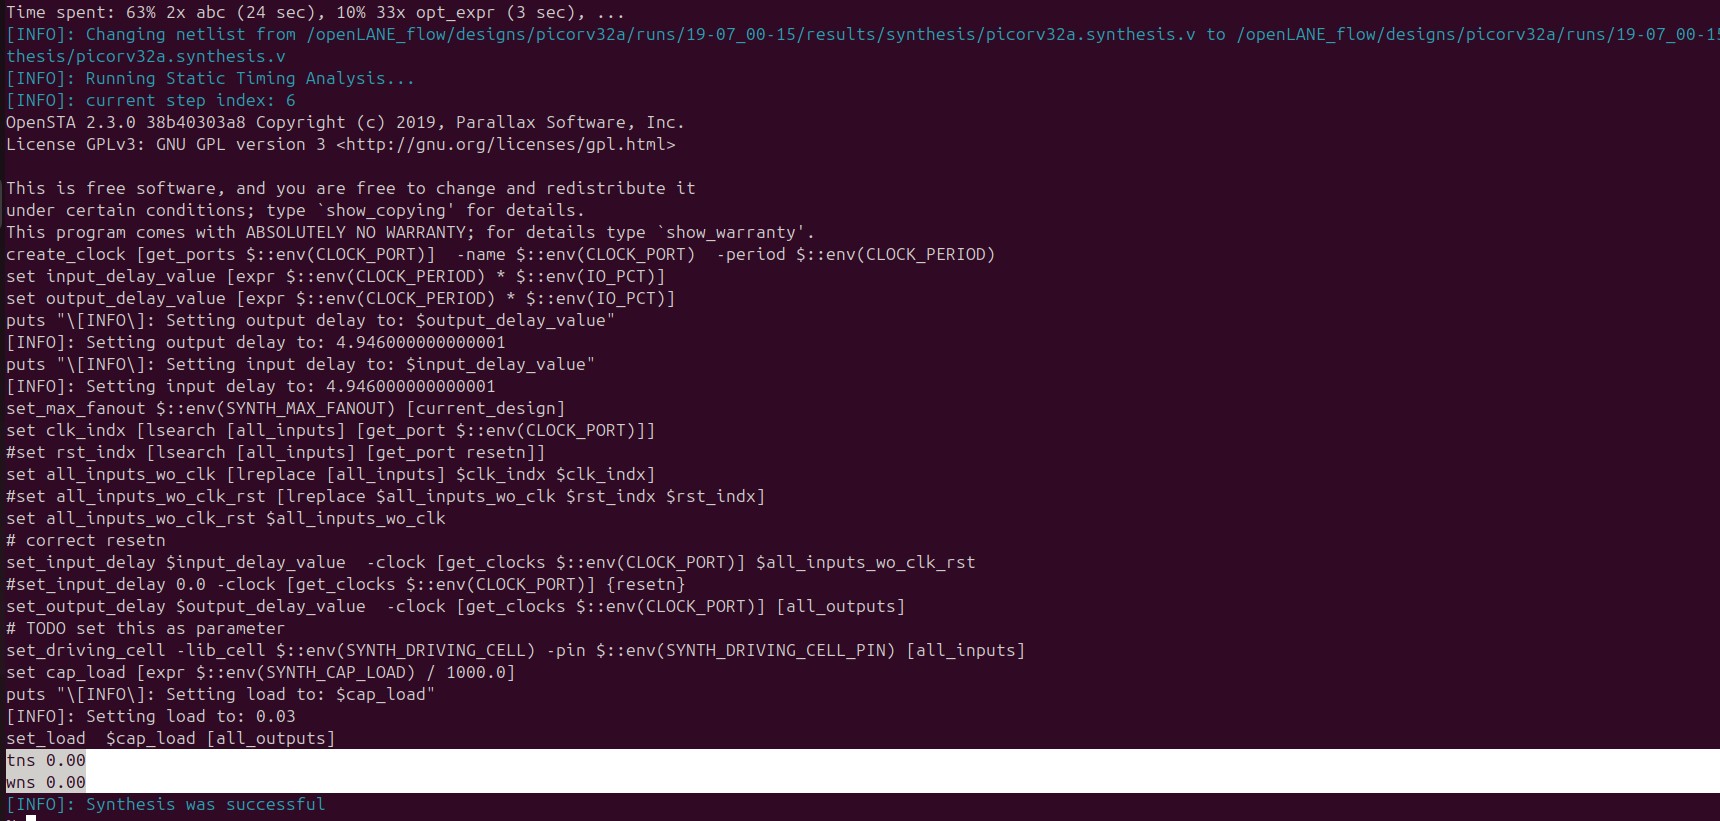 Time spent: 63% 2x abc (24 sec), 10% 33x opt_expr (3 sec), ...
[INFO]: Changing netlist from /openLANE_flow/designs/picorv32a/runs/19-07_00-15/results/synthesis/picorv32a.synthesis.v to /openLANE_flow/designs/picorv32a/runs/19-07_00-15
thesis/picorv32a.synthesis.v
[INFO]: Running Static Timing Analysis...
[INFO]: current step index: 6
OpenSTA 2.3.0 38b40303a8 Copyright (c) 2019, Parallax Software, Inc.
License GPLv3: GNU GPL version 3 <http://gnu.org/licenses/gpl.html>
This is free software, and you are free to change and redistribute it
under certain conditions; type `show_copying' for details.
This program comes with ABSOLUTELY NO WARRANTY; for details type `show_warranty'.
create_clock [get_ports $::env(CLOCK_PORT)]  -name $::env(CLOCK_PORT)  -period $::env(CLOCK_PERIOD)
set input_delay_value [expr $::env(CLOCK_PERIOD) * $::env(IO_PCT)]
set output_delay_value [expr $::env(CLOCK_PERIOD) * $::env(IO_PCT)]
puts "\[INFO\]: Setting output delay to: $output_delay_value"
[INFO]: Setting output delay to: 4.946000000000001
puts "\[INFO\]: Setting input delay to: $input_delay_value"
[INFO]: Setting input delay to: 4.946000000000001
set_max_fanout $::env(SYNTH_MAX_FANOUT) [current_design]
set clk_indx [lsearch [all_inputs] [get_port $::env(CLOCK_PORT)]]
#set rst_indx [lsearch [all_inputs] [get_port resetn]]
set all_inputs_wo_clk [lreplace [all_inputs] $clk_indx $clk_indx]
#set all_inputs_wo_clk_rst [lreplace $all_inputs_wo_clk $rst_indx $rst_indx]
set all_inputs_wo_clk_rst $all_inputs_wo_clk
# correct resetn
set_input_delay $input_delay_value  -clock [get_clocks $::env(CLOCK_PORT)] $all_inputs_wo_clk_rst
#set_input_delay 0.0 -clock [get_clocks $::env(CLOCK_PORT)] {resetn}
set_output_delay $output_delay_value  -clock [get_clocks $::env(CLOCK_PORT)] [all_outputs]
# TODO set this as parameter
set_driving_cell -lib_cell $::env(SYNTH_DRIVING_CELL) -pin $::env(SYNTH_DRIVING_CELL_PIN) [all_inputs]
set cap_load [expr $::env(SYNTH_CAP_LOAD) / 1000.0]
puts "\[INFO\]: Setting load to: $cap_load"
[INFO]: Setting load to: 0.03
set_load  $cap_load [all_outputs]
tns 0.00
wns 0.00
[INFO]: Synthesis was successful